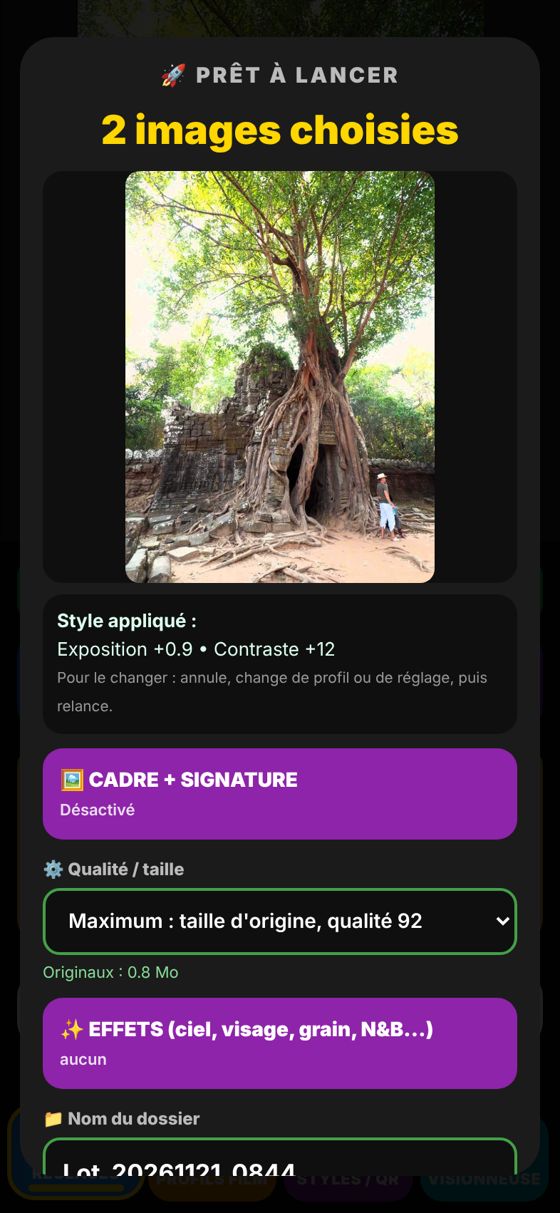 🚀 PRÊT À LANCER
2 images choisies
Style appliqué :
Exposition +0.9 • Contraste +12
Pour le changer : annule, change de profil ou de réglage, puis
relance.
🖼️ CADRE + SIGNATURE
Désactivé
⚙️ Qualité / taille
Maximum : taille d'origine, qualité 92
Originaux : 0.8 Mo
✨ EFFETS (ciel, visage, grain, N&B...)
aucun
📁 Nom du dossier
Lot_20261121_0844
PROFILS FILM STYLES / QR VISIONNEUSE